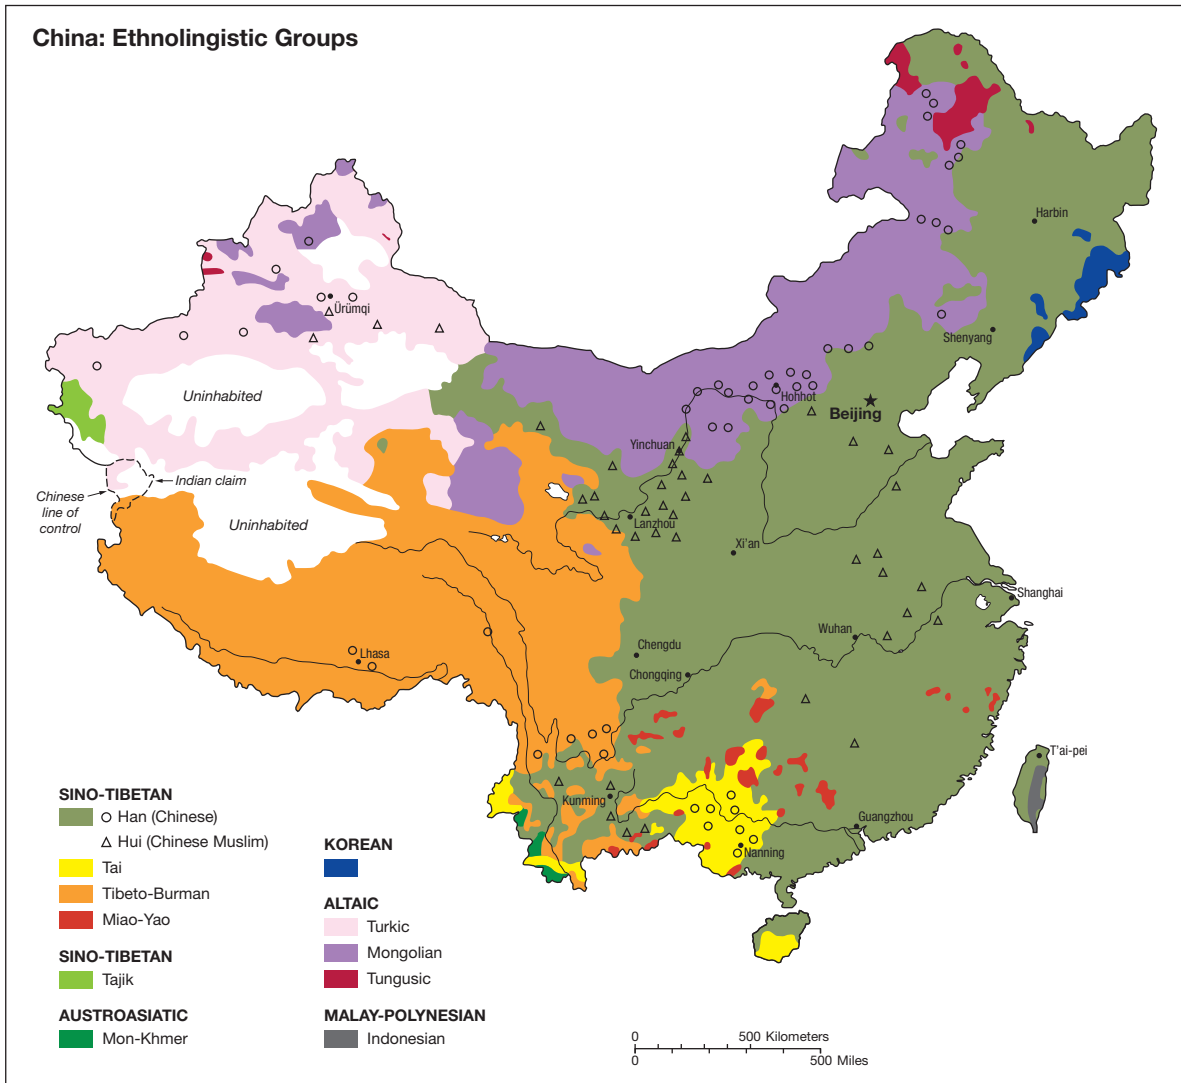 China: Ethnolingistic Groups
Harbin
Ürümqi
Shenyang
Uninhabited
Hohhot
Beijing
Yinchuan
Indian claim
Chinese
line of
control
Uninhabited
Lanzhou
Xi'an
Shanghai
Wuhan
Chengdu
Lhasa
Chongqing
T'ai-pei
Kunming
Guangzhou
Nanning
SINO-TIBETAN
Han (Chinese)
Hui (Chinese Muslim)
Tai
Tibeto-Burman
Miao-Yao
SINO-TIBETAN
Tajik
AUSTROASIATIC
Mon-Khmer
KOREAN
ALTAIC
Turkic
Mongolian
Tungusic
MALAY-POLYNESIAN
Indonesian
0 500 Kilometers
0 500 Miles